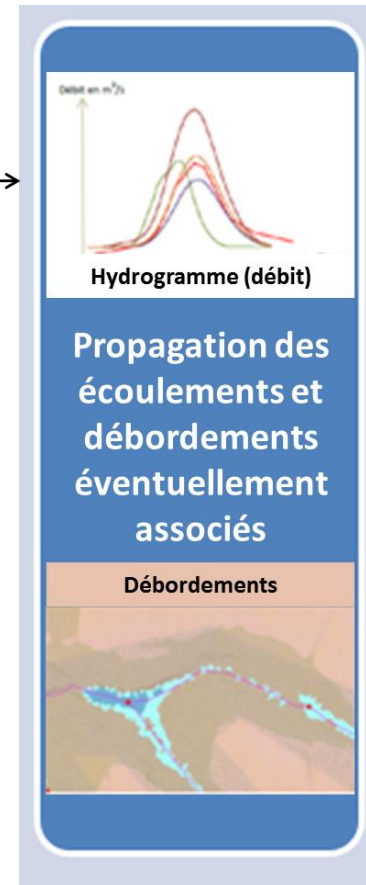 Débit en m³/s
Hydrogramme (débit)
Propagation des
écoulements et
débordements
éventuellement
associés
Débordements